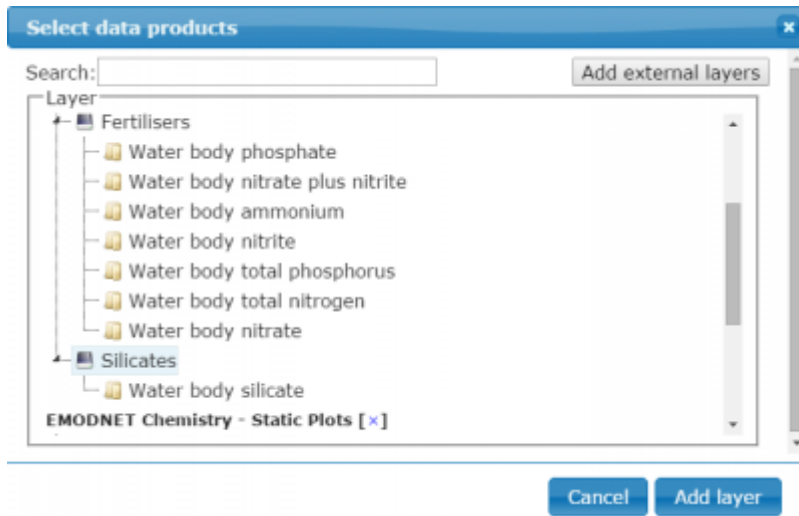 Select data products
Search: Add external layers
Layer
Fertilisers
Water body phosphate
Water body nitrate plus nitrite
Water body ammonium
Water body nitrite
Water body total phosphorus
Water body total nitrogen
Water body nitrate
Silicates
Water body silicate
EMODNET Chemistry - Static Plots [×]
Cancel Add layer